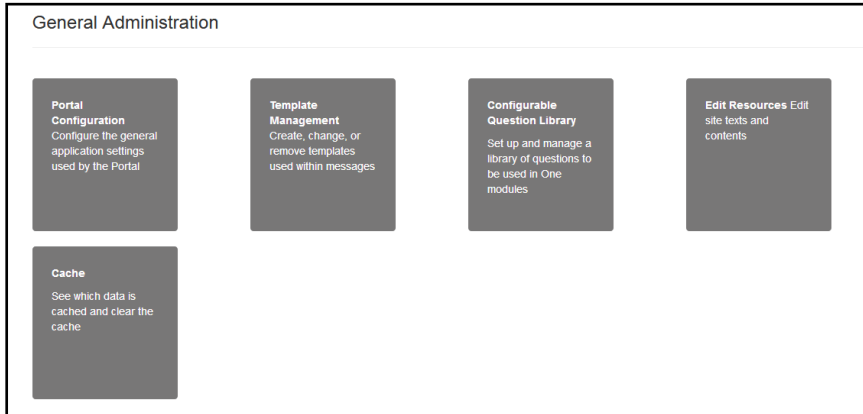 General Administration
Portal
Configuration
Configure the general
application settings
used by the Portal
Template
Management
Create, change, or
remove templates
used within messages
Configurable
Question Library
Set up and manage a
library of questions to
be used in One
modules
Edit Resources Edit
site texts and
contents
Cache
See which data is
cached and clear the
cache